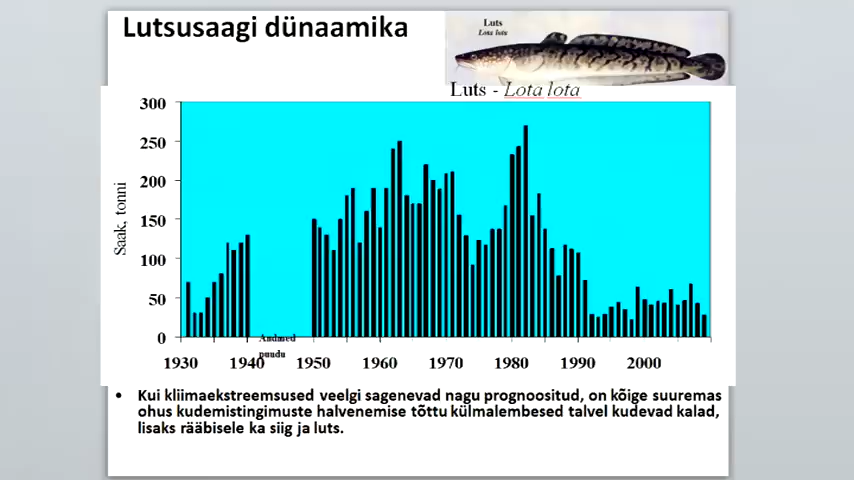 Lutsusaagi dünaamika
Luts
Lota lota
Luts - Lota lota
300
250
200
150
100
50
0
Saak, tonni
Andmed
puudu
1930 1940 1950 1960 1970 1980 1990 2000
• Kui kliimaekstreemsused veelgi sagenevad nagu prognoositud, on kõige suuremas
ohus kudemistingimuste halvenemise tõttu külmalembesed talvel kudevad kalad,
lisaks rääbisele ka siig ja luts.